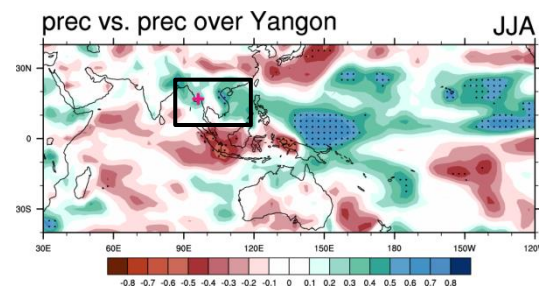 prec vs. prec over Yangon JJA
30N
0
30S
30E 60E 90E 120E 150E 180 150W 120W
-0.8 -0.7 -0.6 -0.5 -0.4 -0.3 -0.2 -0.1 0 0.1 0.2 0.3 0.4 0.5 0.6 0.7 0.8